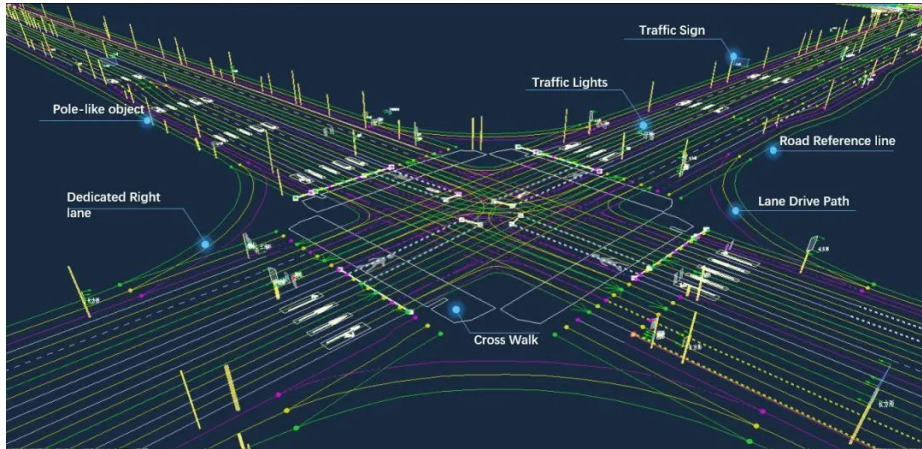 Traffic Sign
Traffic Lights
Pole-like object
Road Reference line
Dedicated Right
lane
Lane Drive Path
Cross Walk